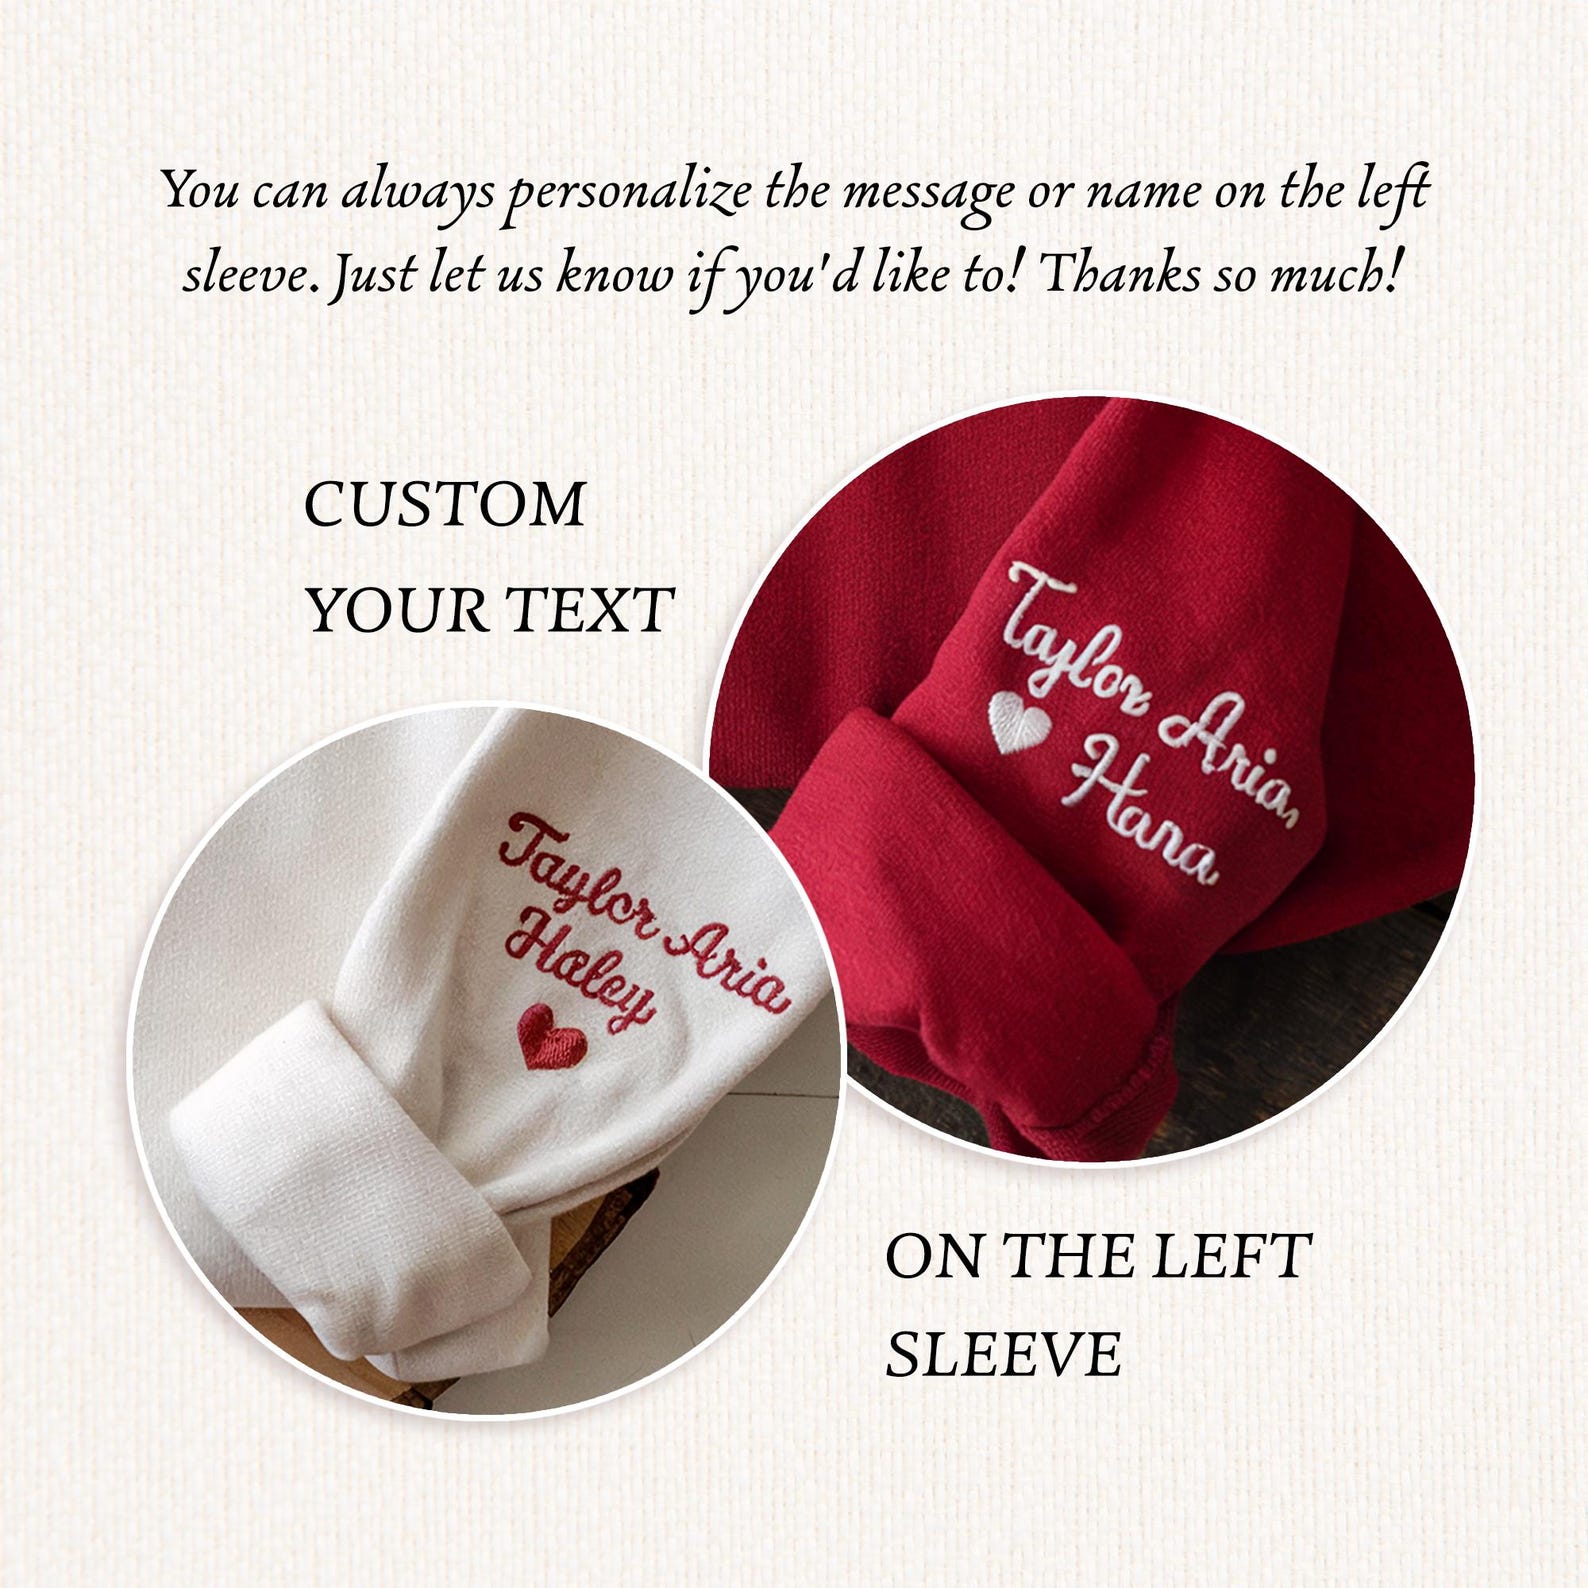 You can always personalize the message or name on the left
sleeve. Just let us know if you'd like to! Thanks so much!
CUSTOM
YOUR TEXT
Taylor Aria,
Hana
Taylor Aria
Haley
ON THE LEFT
SLEEVE